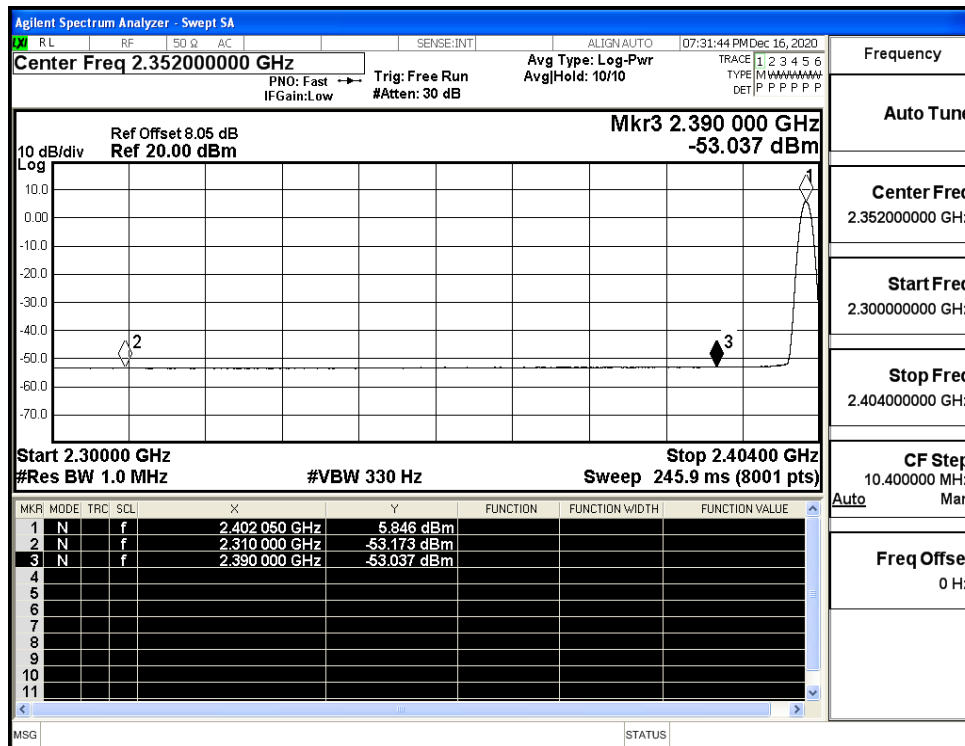 Agilent Spectrum Analyzer - Swept SA
LXI RL RF 50 Ω AC SENSE:INT ALIGN AUTO 07:31:44 PM Dec 16, 2020
Center Freq 2.352000000 GHz
PNO: Fast
IFGain:Low
Trig: Free Run
#Atten: 30 dB
Avg Type: Log-Pwr
Avg|Hold: 10/10
TRACE 1 2 3 4 5 6
TYPE M W W W W W
DET P P P P P P
Mkr3 2.390 000 GHz
-53.037 dBm
Ref Offset 8.05 dB
10 dB/div Ref 20.00 dBm
Log
10.0
0.00
-10.0
-20.0
-30.0
-40.0
-50.0
-60.0
-70.0
1
2
3
Start 2.30000 GHz Stop 2.40400 GHz
#Res BW 1.0 MHz #VBW 330 Hz Sweep 245.9 ms (8001 pts)
MKR MODE TRC SCL X Y FUNCTION FUNCTION WIDTH FUNCTION VALUE
1 N f 2.402 050 GHz 5.846 dBm
2 N f 2.310 000 GHz -53.173 dBm
3 N f 2.390 000 GHz -53.037 dBm
4
5
6
7
8
9
10
11
MSG STATUS
Frequency
Auto Tune
Center Freq
2.352000000 GHz
Start Freq
2.300000000 GHz
Stop Freq
2.404000000 GHz
CF Step
10.400000 MHz
Auto Man
Freq Offset
0 Hz